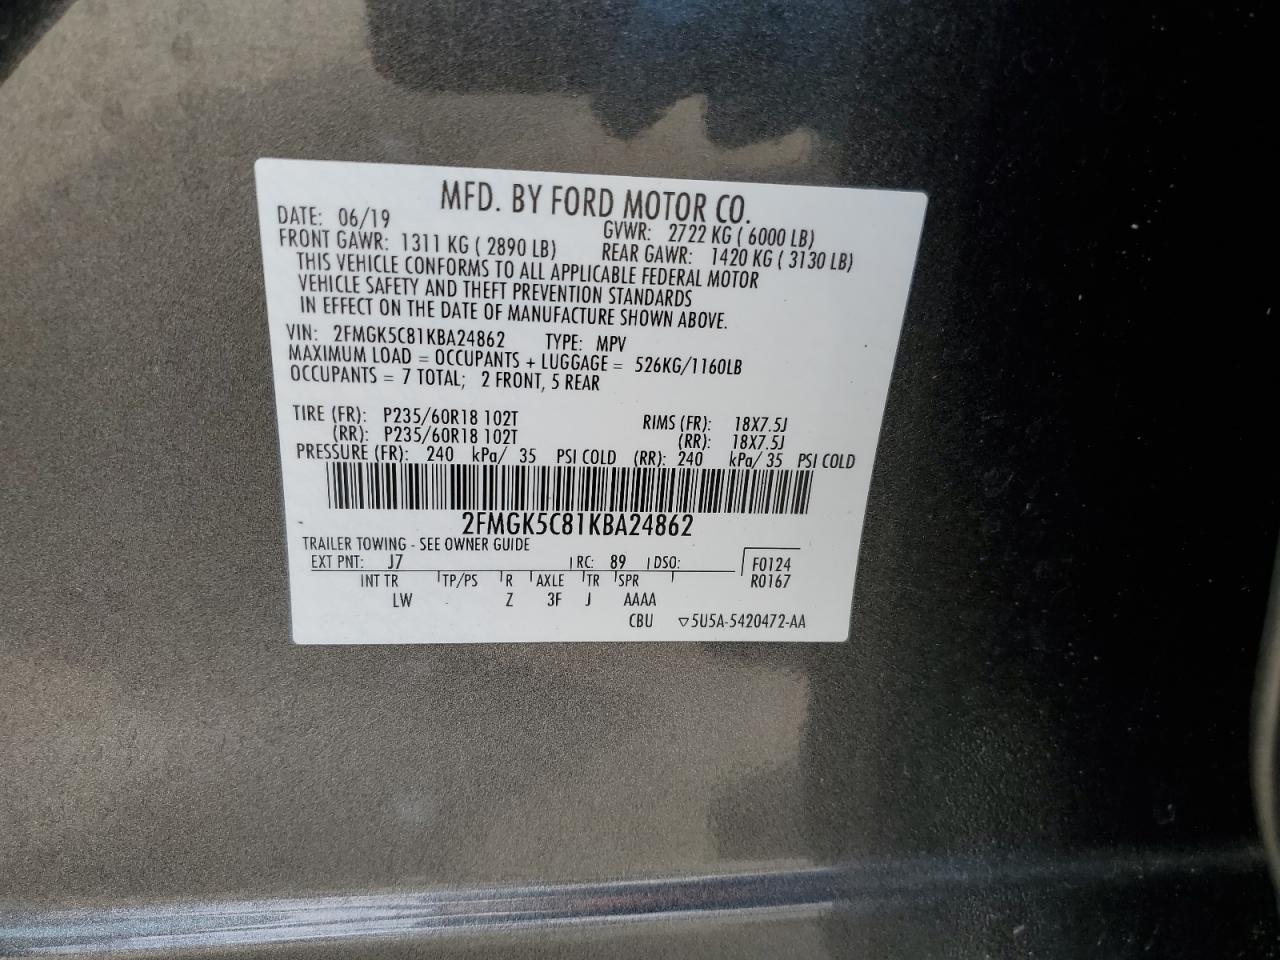 MFD. BY FORD MOTOR CO.
DATE: 06/19 GVWR: 2722 KG ( 6000 LB)
FRONT GAWR: 1311 KG ( 2890 LB) REAR GAWR: 1420 KG ( 3130 LB)
THIS VEHICLE CONFORMS TO ALL APPLICABLE FEDERAL MOTOR
VEHICLE SAFETY AND THEFT PREVENTION STANDARDS
IN EFFECT ON THE DATE OF MANUFACTURE SHOWN ABOVE.
VIN: 2FMGK5C81KBA24862 TYPE: MPV
MAXIMUM LOAD = OCCUPANTS + LUGGAGE = 526KG/1160LB
OCCUPANTS = 7 TOTAL; 2 FRONT, 5 REAR
TIRE (FR): P235/60R18 102T RIMS (FR): 18X7.5J
(RR): P235/60R18 102T (RR): 18X7.5J
PRESSURE (FR): 240 kPa/ 35 PSI COLD (RR): 240 kPa/ 35 PSI COLD
2FMGK5C81KBA24862
TRAILER TOWING - SEE OWNER GUIDE
EXT PNT: J7 RC: 89 DSO: F0124
INT TR TP/PS R AXLE TR SPR R0167
LW Z 3F J AAAA
CBU ▽5U5A-5420472-AA